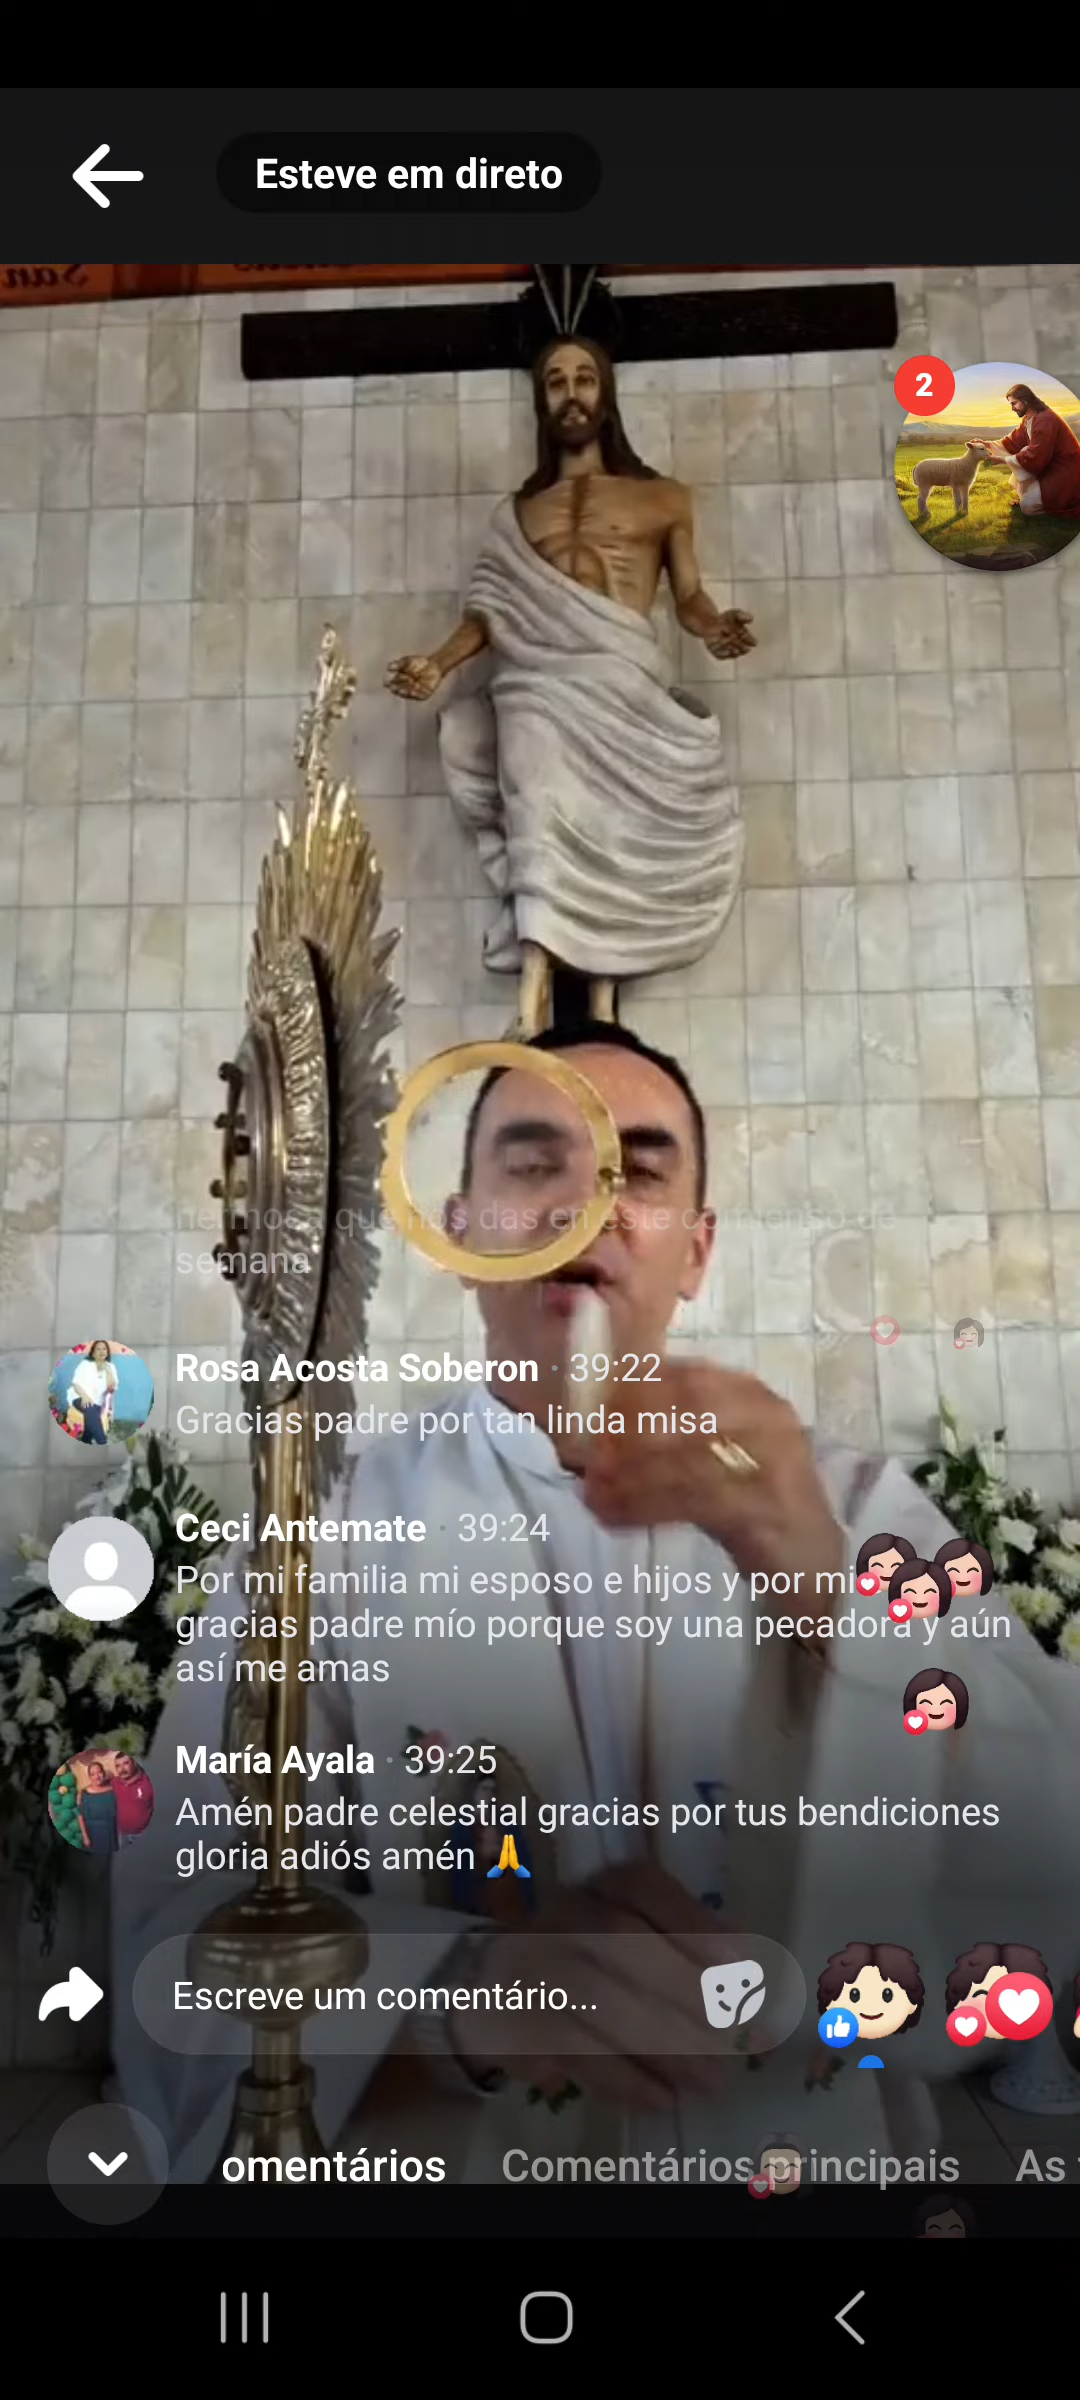 Esteve em direto
2
hermosa que nos das en este comienso de
semana
Rosa Acosta Soberon · 39:22
Gracias padre por tan linda misa
Ceci Antemate · 39:24
Por mi familia mi esposo e hijos y por mi
gracias padre mío porque soy una pecadora y aún
así me amas
María Ayala · 39:25
Amén padre celestial gracias por tus bendiciones
gloria adiós amén 🙏
Escreve um comentário...
omentários Comentários principais As